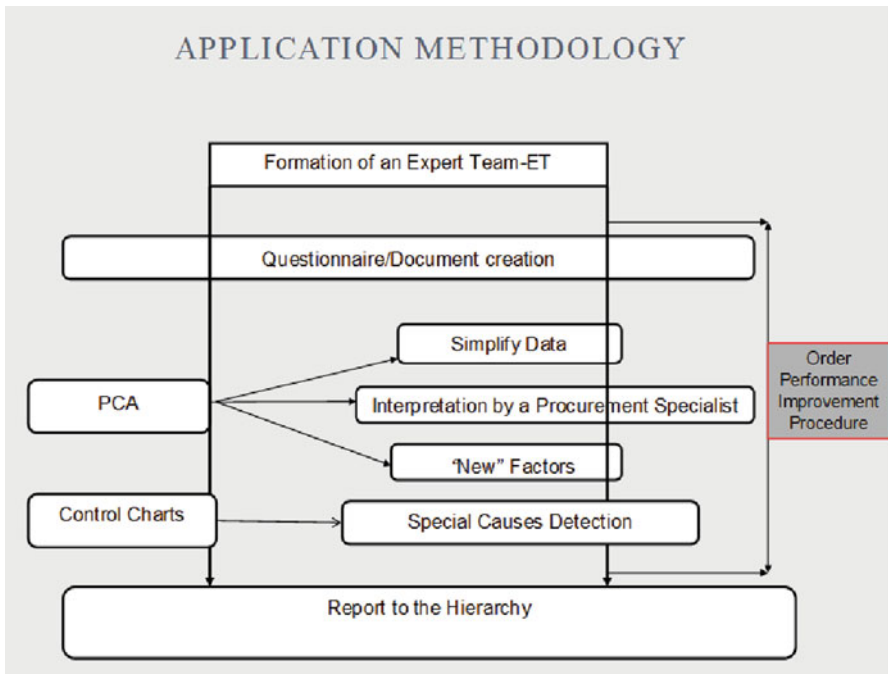 APPLICATION METHODOLOGY
Formation of an Expert Team-ET
Questionnaire/Document creation
Simplify Data
PCA
Interpretation by a Procurement Specialist
“New” Factors
Control Charts
Special Causes Detection
Order
Performance
Improvement
Procedure
Report to the Hierarchy